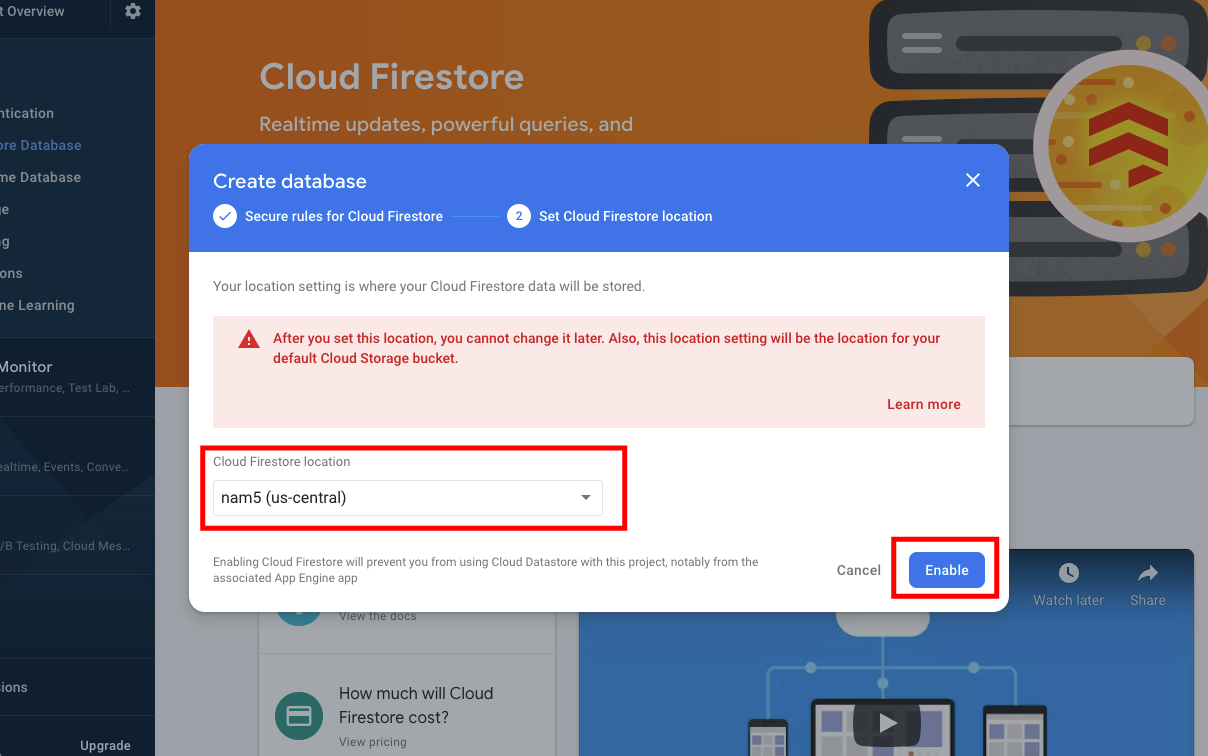 t Overview
Cloud Firestore
Realtime updates, powerful queries, and
ntication
ore Database
me Database
ge
ng
ons
ne Learning
Monitor
erformance, Test Lab, ...
ealtime, Events, Conve...
/B Testing, Cloud Mes...
sions
Upgrade
Create database
Secure rules for Cloud Firestore
2 Set Cloud Firestore location
Your location setting is where your Cloud Firestore data will be stored.
After you set this location, you cannot change it later. Also, this location setting will be the location for your
default Cloud Storage bucket.
Learn more
Cloud Firestore location
nam5 (us-central)
Enabling Cloud Firestore will prevent you from using Cloud Datastore with this project, notably from the
associated App Engine app
Cancel
Enable
View the docs
How much will Cloud
Firestore cost?
View pricing
Watch later
Share